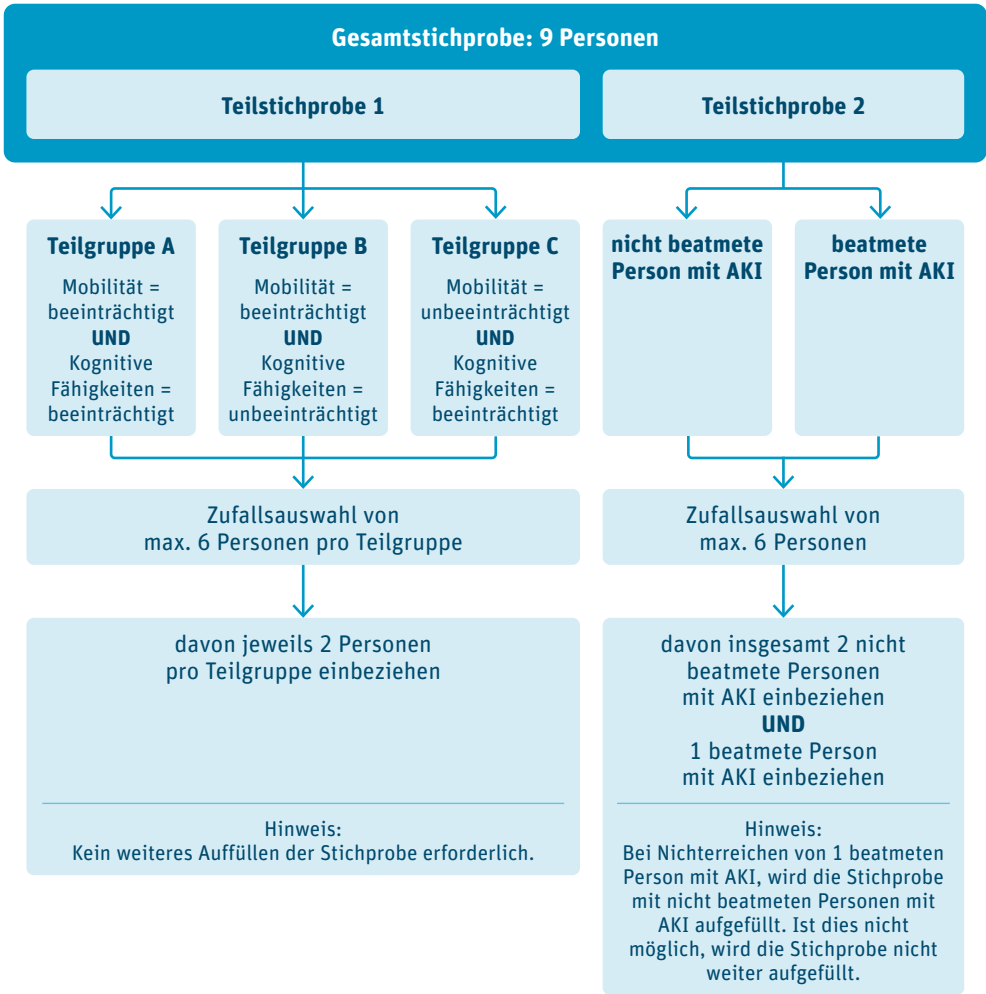 Gesamtstichprobe: 9 Personen
Teilstichprobe 1
Teilstichprobe 2
Teilgruppe A
Mobilität =
beeinträchtigt
UND
Kognitive
Fähigkeiten =
beeinträchtigt
Teilgruppe B
Mobilität =
beeinträchtigt
UND
Kognitive
Fähigkeiten =
unbeeinträchtigt
Teilgruppe C
Mobilität =
unbeeinträchtigt
UND
Kognitive
Fähigkeiten =
beeinträchtigt
nicht beatmete
Person mit AKI
beatmete
Person mit AKI
Zufallsauswahl von
max. 6 Personen pro Teilgruppe
Zufallsauswahl von
max. 6 Personen
davon jeweils 2 Personen
pro Teilgruppe einbeziehen
Hinweis:
Kein weiteres Auffüllen der Stichprobe erforderlich.
davon insgesamt 2 nicht
beatmete Personen
mit AKI einbeziehen
UND
1 beatmete Person
mit AKI einbeziehen
Hinweis:
Bei Nichterreichen von 1 beatmeten
Person mit AKI, wird die Stichprobe
mit nicht beatmeten Personen mit
AKI aufgefüllt. Ist dies nicht
möglich, wird die Stichprobe nicht
weiter aufgefüllt.